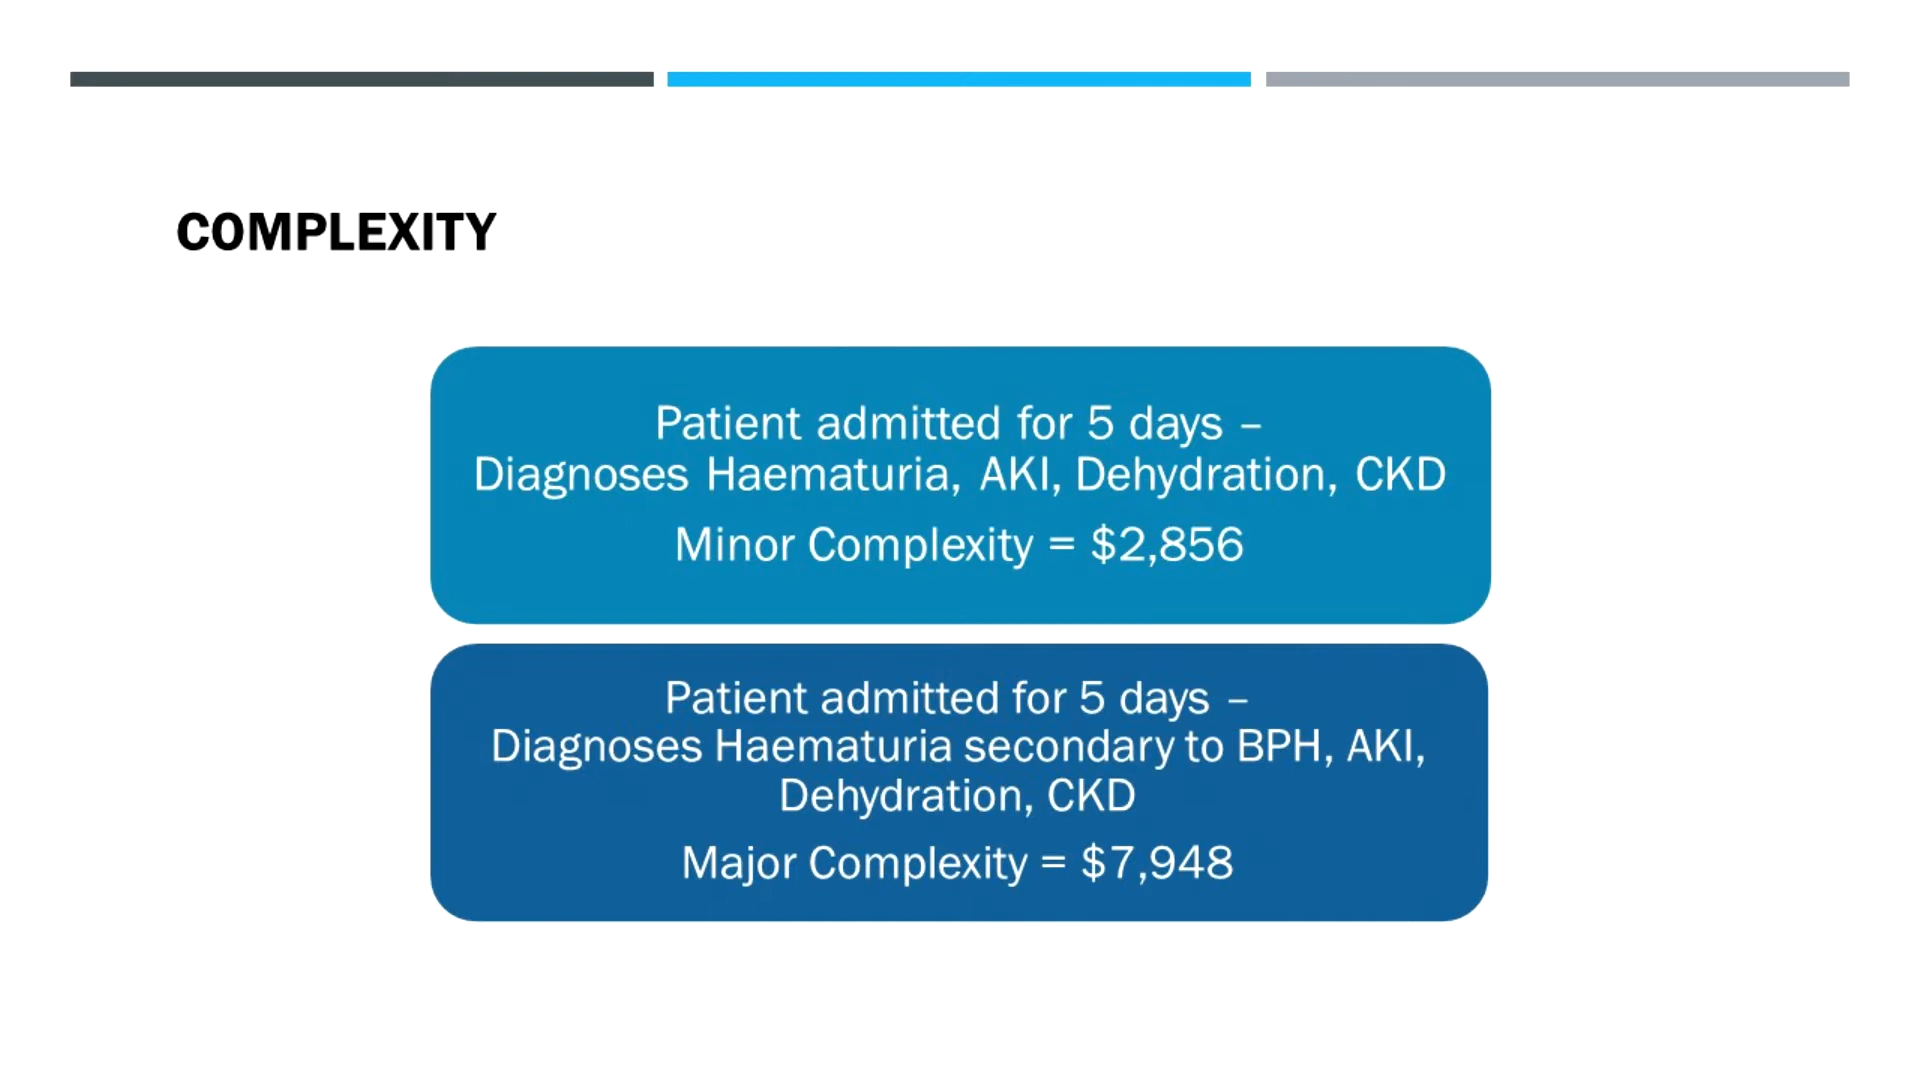 COMPLEXITY
Patient admitted for 5 days –
Diagnoses Haematuria, AKI, Dehydration, CKD
Minor Complexity = $2,856
Patient admitted for 5 days –
Diagnoses Haematuria secondary to BPH, AKI,
Dehydration, CKD
Major Complexity = $7,948